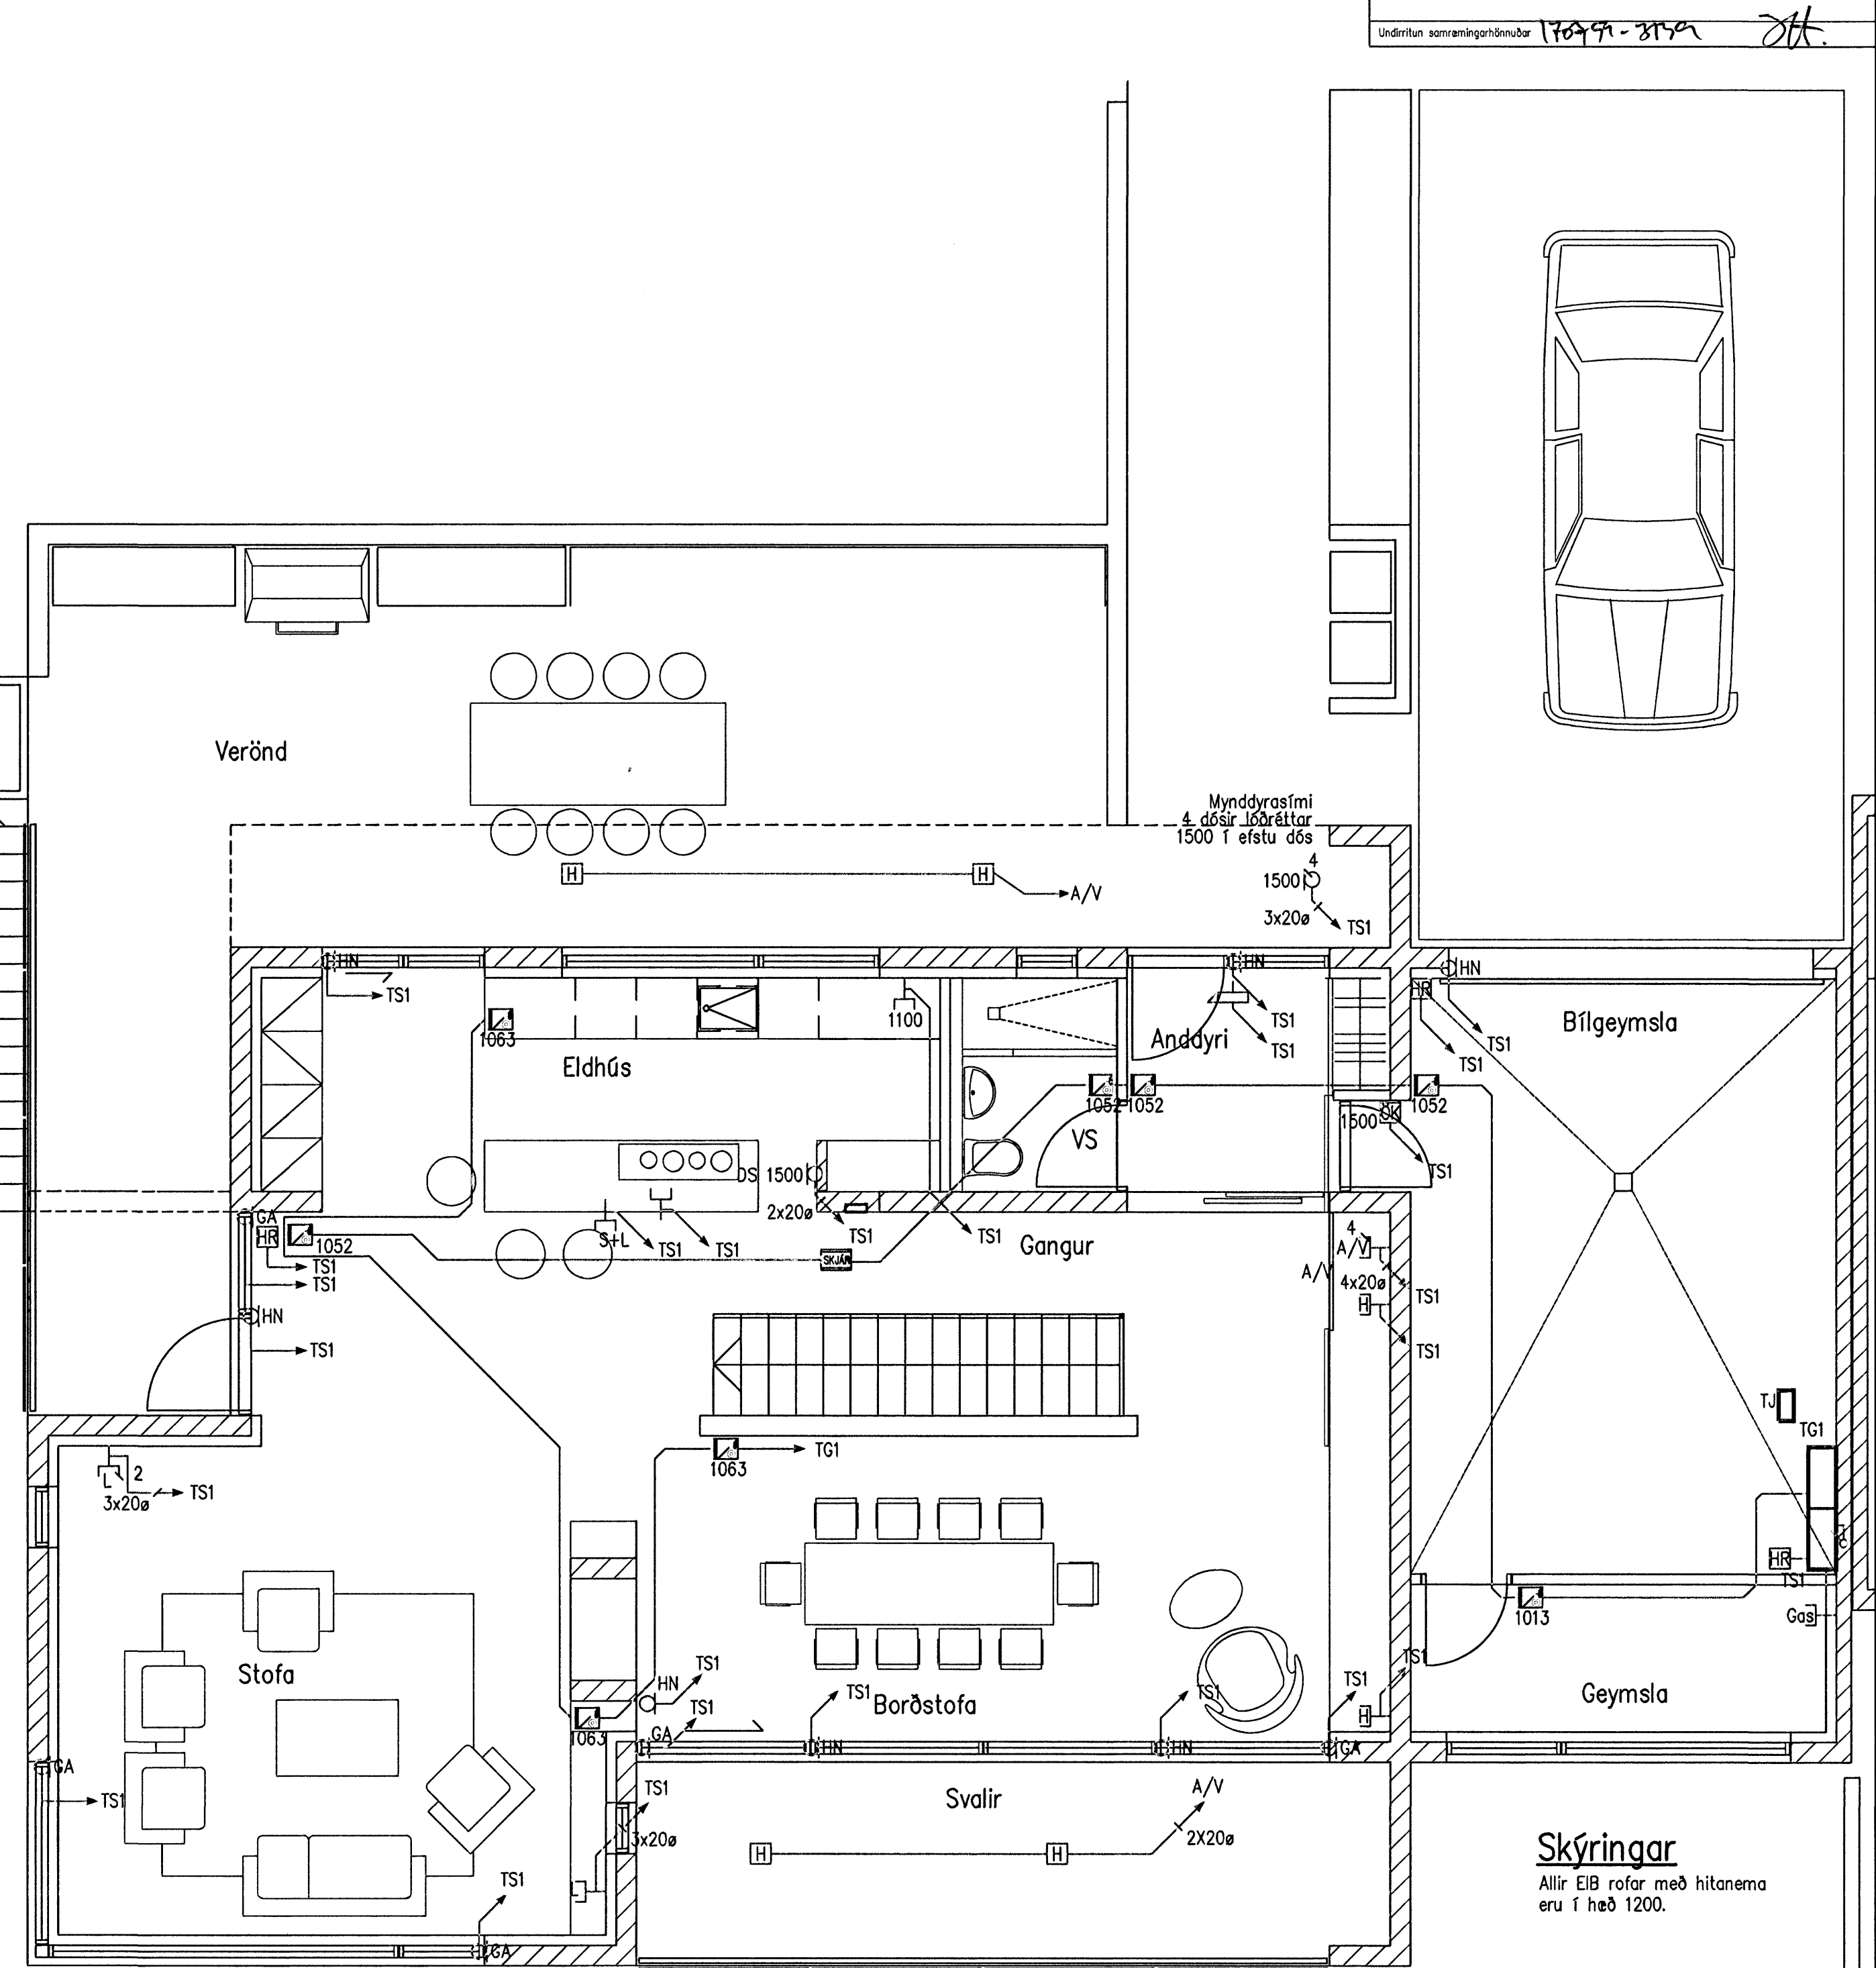 Undirritun samræmingarhönnuðar
Verönd
Mynddyrasími
4 dósir lóðréttar
1500 í efstu dós
4
1500
3x20ø
TS1
H
H
A/V
HN
TS1
HN
HN
1063
1100
Eldhús
Anddyri
TS1
TS1
HR
TS1
TS1
Bílgeymsla
1052
1052
1052
VS
1500
DK
TS1
DS 1500
2x20ø
TS1
TS1
S+L
TS1
TS1
GA
HR
1052
TS1
TS1
HN
TS1
SKJÁR
Gangur
4
A/V
A/V
4x20ø
TS1
H
TS1
TJ
TG1
1063
TG1
L
2
3x20ø
TS1
HR
TS1
1013
Gas
Stofa
HN
TS1
TS1
GA
1063
TS1
Borðstofa
TS1
TS1
H
TS1
HN
HN
GA
Geymsla
GA
TS1
TS1
3x20ø
Svalir
A/V
2X20ø
H
H
L
TS1
GA
Skýringar
Allir EIB rofar með hitanema
eru í hæð 1200.